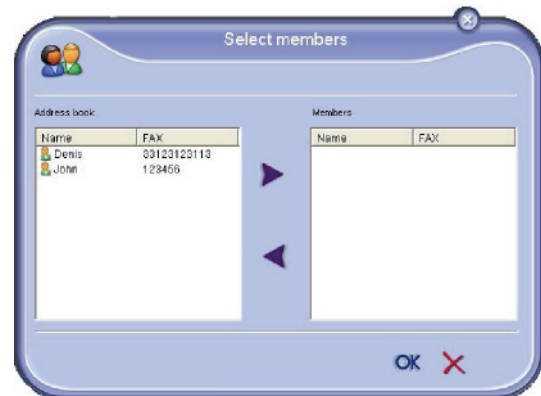 Select members
Address book
Members
Name FAX
Name FAX
Denis 33123123113
John 123456
OK